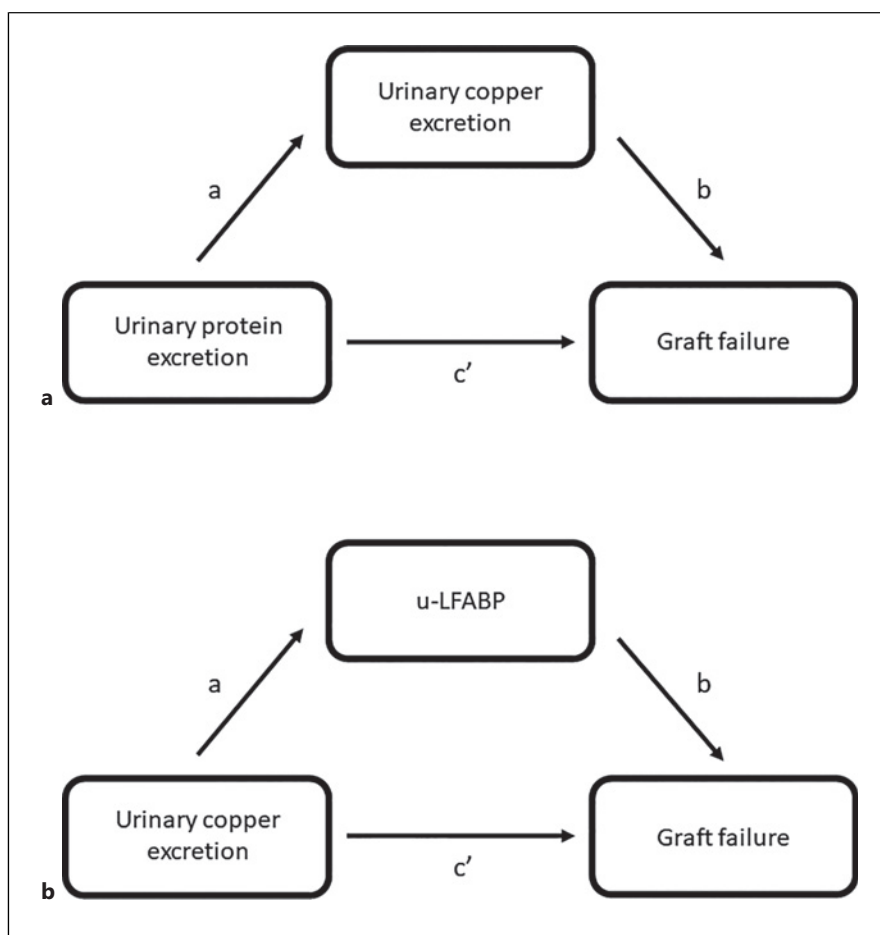 Urinary copper
excretion
a
b
Urinary protein
excretion
Graft failure
c’
a
u-LFABP
a
b
Urinary copper
excretion
Graft failure
c’
b